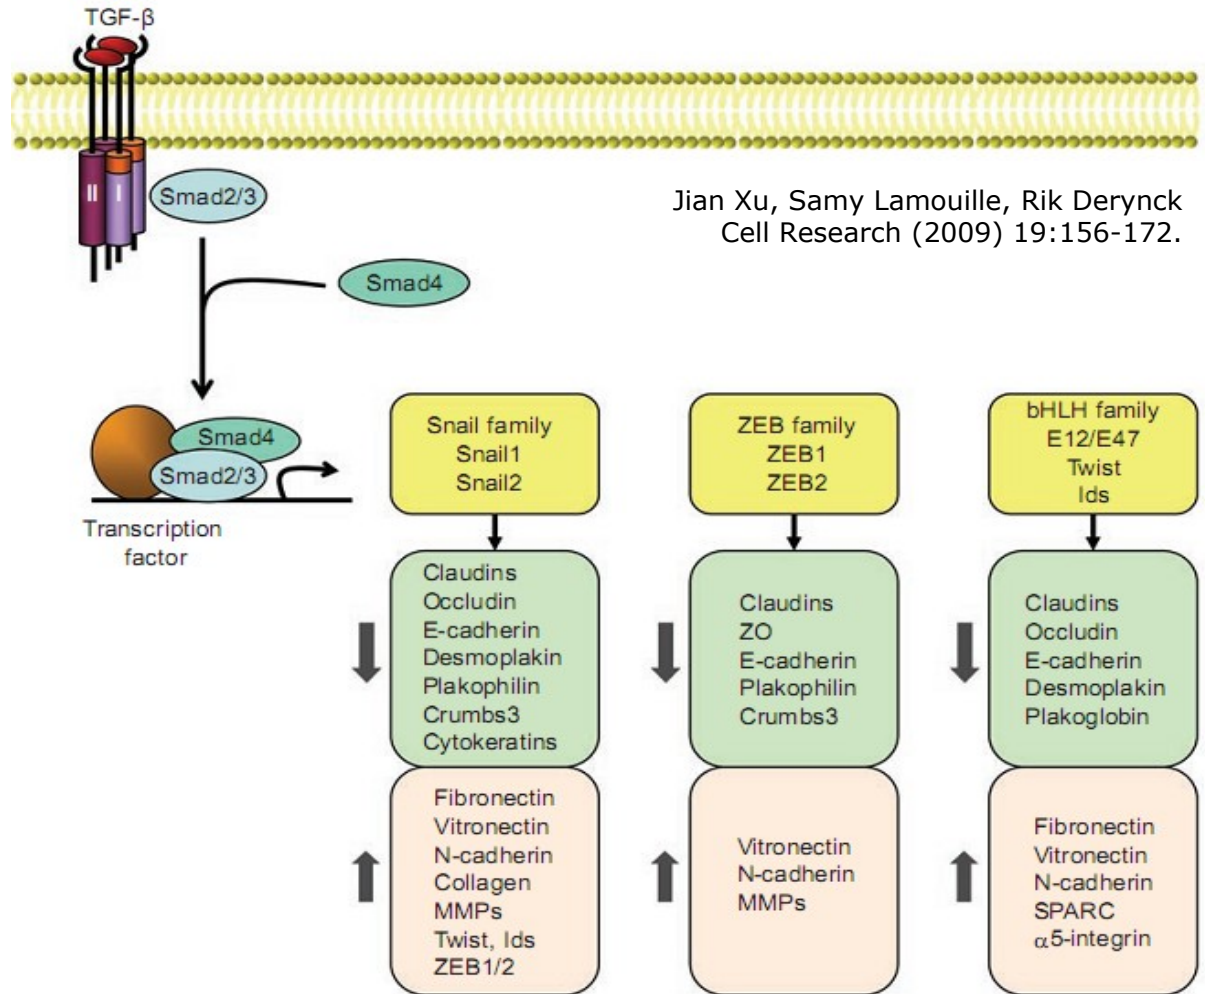 TGF-β
II
I
Smad2/3
Jian Xu, Samy Lamouille, Rik Derynck
Cell Research (2009) 19:156-172.
Smad4
Smad4
Smad2/3
Transcription
factor
Snail family
Snail1
Snail2
Claudins
Occludin
E-cadherin
Desmoplakin
Plakophilin
Crumbs3
Cytokeratins
Fibronectin
Vitronectin
N-cadherin
Collagen
MMPs
Twist, Ids
ZEB1/2
ZEB family
ZEB1
ZEB2
Claudins
ZO
E-cadherin
Plakophilin
Crumbs3
Vitronectin
N-cadherin
MMPs
bHLH family
E12/E47
Twist
Ids
Claudins
Occludin
E-cadherin
Desmoplakin
Plakoglobin
Fibronectin
Vitronectin
N-cadherin
SPARC
α5-integrin